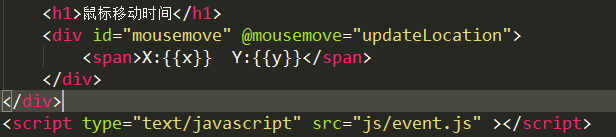 <h1>鼠标移动时间</h1>
<div id="mousemove" @mousemove="updateLocation">
<span>X:{{x}}  Y:{{y}}</span>
</div>
</div>
<script type="text/javascript" src="js/event.js" ></script>